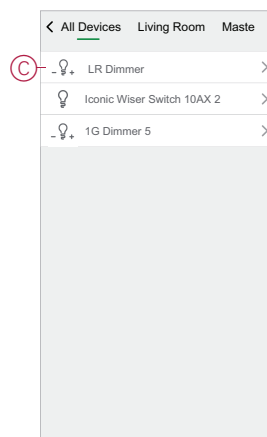 All Devices Living Room Maste
C LR Dimmer
Iconic Wiser Switch 10AX 2
1G Dimmer 5